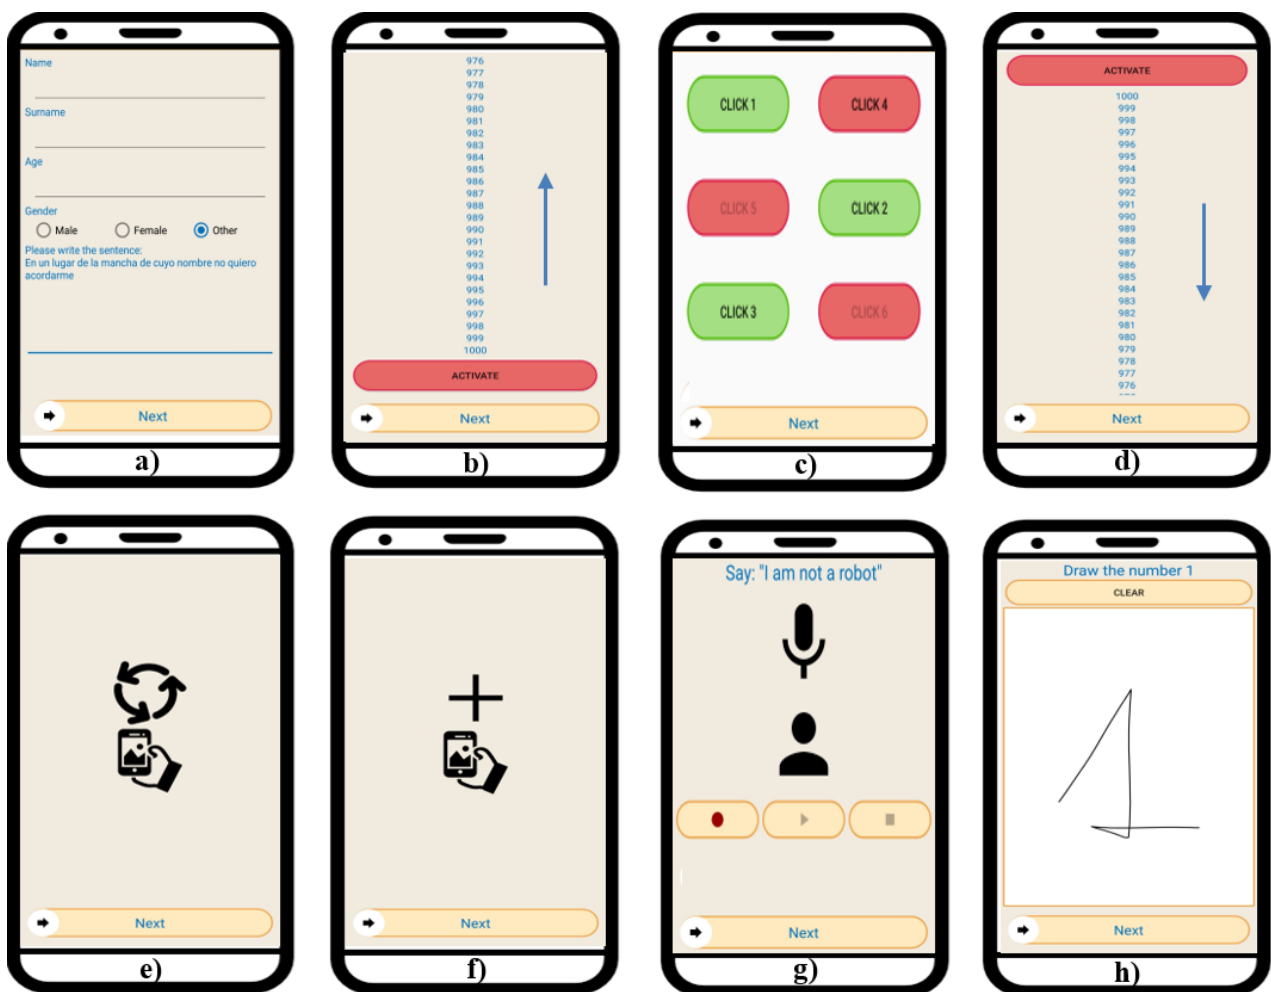 Name
Surname
Age
Gender
Male Female Other
Please write the sentence:
En un lugar de la mancha de cuyo nombre no quiero
acordarme
Next
a)
976
977
978
979
980
981
982
983
984
985
986
987
988
989
990
991
992
993
994
995
996
997
998
999
1000
ACTIVATE
Next
b)
CLICK 1 CLICK 4
CLICK 5 CLICK 2
CLICK 3 CLICK 6
Next
c)
ACTIVATE
1000
999
998
997
996
995
994
993
992
991
990
989
988
987
986
985
984
983
982
981
980
979
978
977
976
Next
d)
Next
e)
Next
f)
Say: "I am not a robot"
Next
g)
Draw the number 1
CLEAR
1
Next
h)